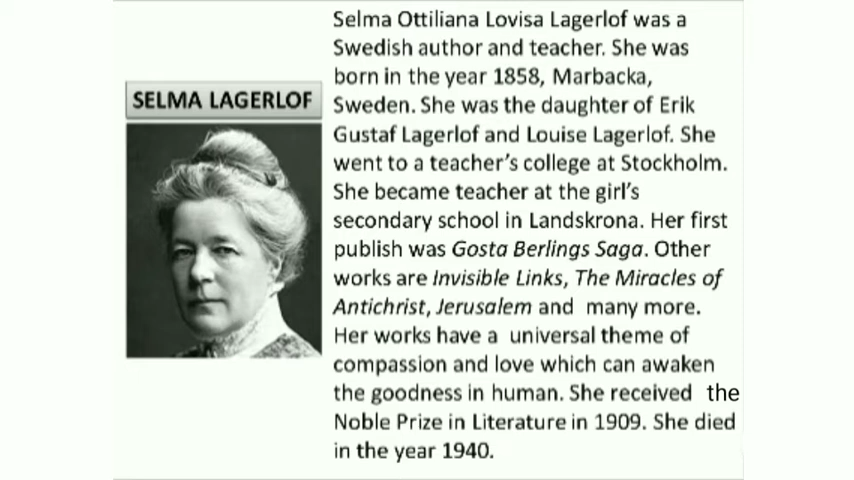 SELMA LAGERLOF
Selma Ottiliana Lovisa Lagerlof was a
Swedish author and teacher. She was
born in the year 1858, Marbacka,
Sweden. She was the daughter of Erik
Gustaf Lagerlof and Louise Lagerlof. She
went to a teacher's college at Stockholm.
She became teacher at the girl's
secondary school in Landskrona. Her first
publish was Gosta Berlings Saga. Other
works are Invisible Links, The Miracles of
Antichrist, Jerusalem and many more.
Her works have a universal theme of
compassion and love which can awaken
the goodness in human. She received the
Noble Prize in Literature in 1909. She died
in the year 1940.